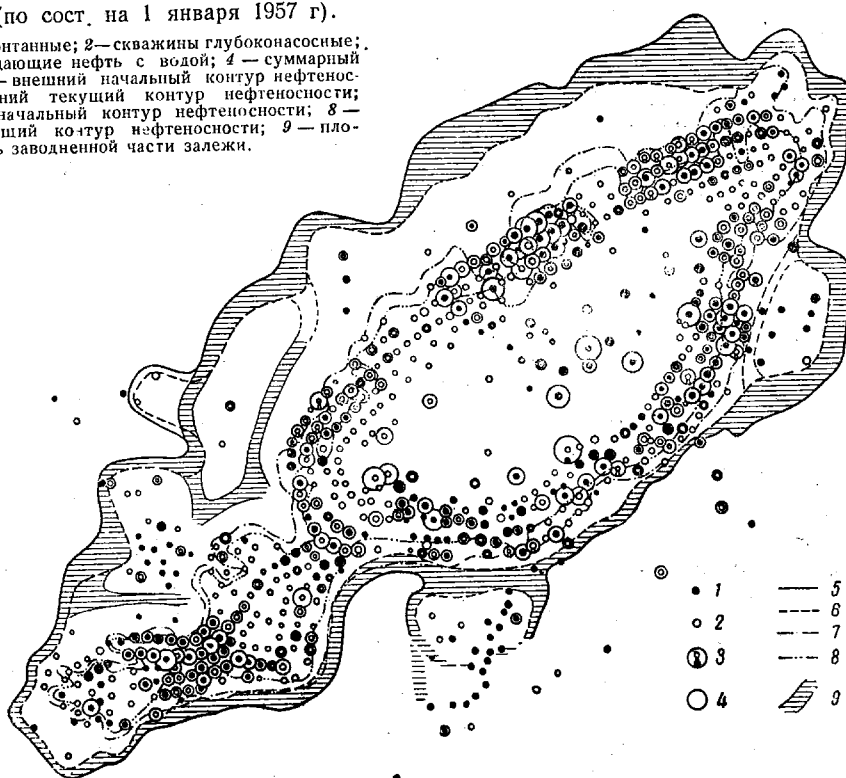 (по сост. на 1 января 1957 г).
нтанные; 2—скважины глубоконасосные;
дающие нефть с водой; 4 — суммарный
— внешний начальный контур нефтенос-
ний текущий контур нефтеносности;
начальный контур нефтеносности; 8 —
щий контур нефтеносности; 9 — пло-
ь заводненной части залежи.
1 5
2 6
3 7
4 8
9